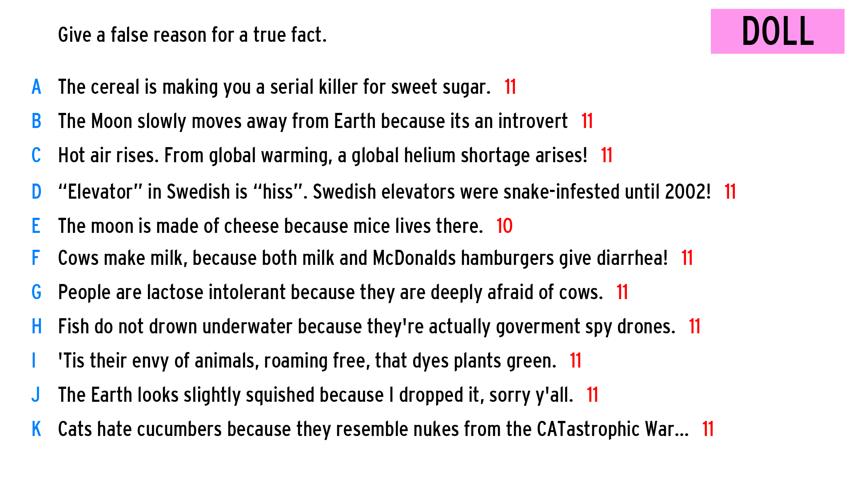 Give a false reason for a true fact.
DOLL
A The cereal is making you a serial killer for sweet sugar. 11
B The Moon slowly moves away from Earth because its an introvert 11
C Hot air rises. From global warming, a global helium shortage arises! 11
D “Elevator” in Swedish is “hiss”. Swedish elevators were snake-infested until 2002! 11
E The moon is made of cheese because mice lives there. 10
F Cows make milk, because both milk and McDonalds hamburgers give diarrhea! 11
G People are lactose intolerant because they are deeply afraid of cows. 11
H Fish do not drown underwater because they're actually goverment spy drones. 11
I 'Tis their envy of animals, roaming free, that dyes plants green. 11
J The Earth looks slightly squished because I dropped it, sorry y'all. 11
K Cats hate cucumbers because they resemble nukes from the CATastrophic War... 11